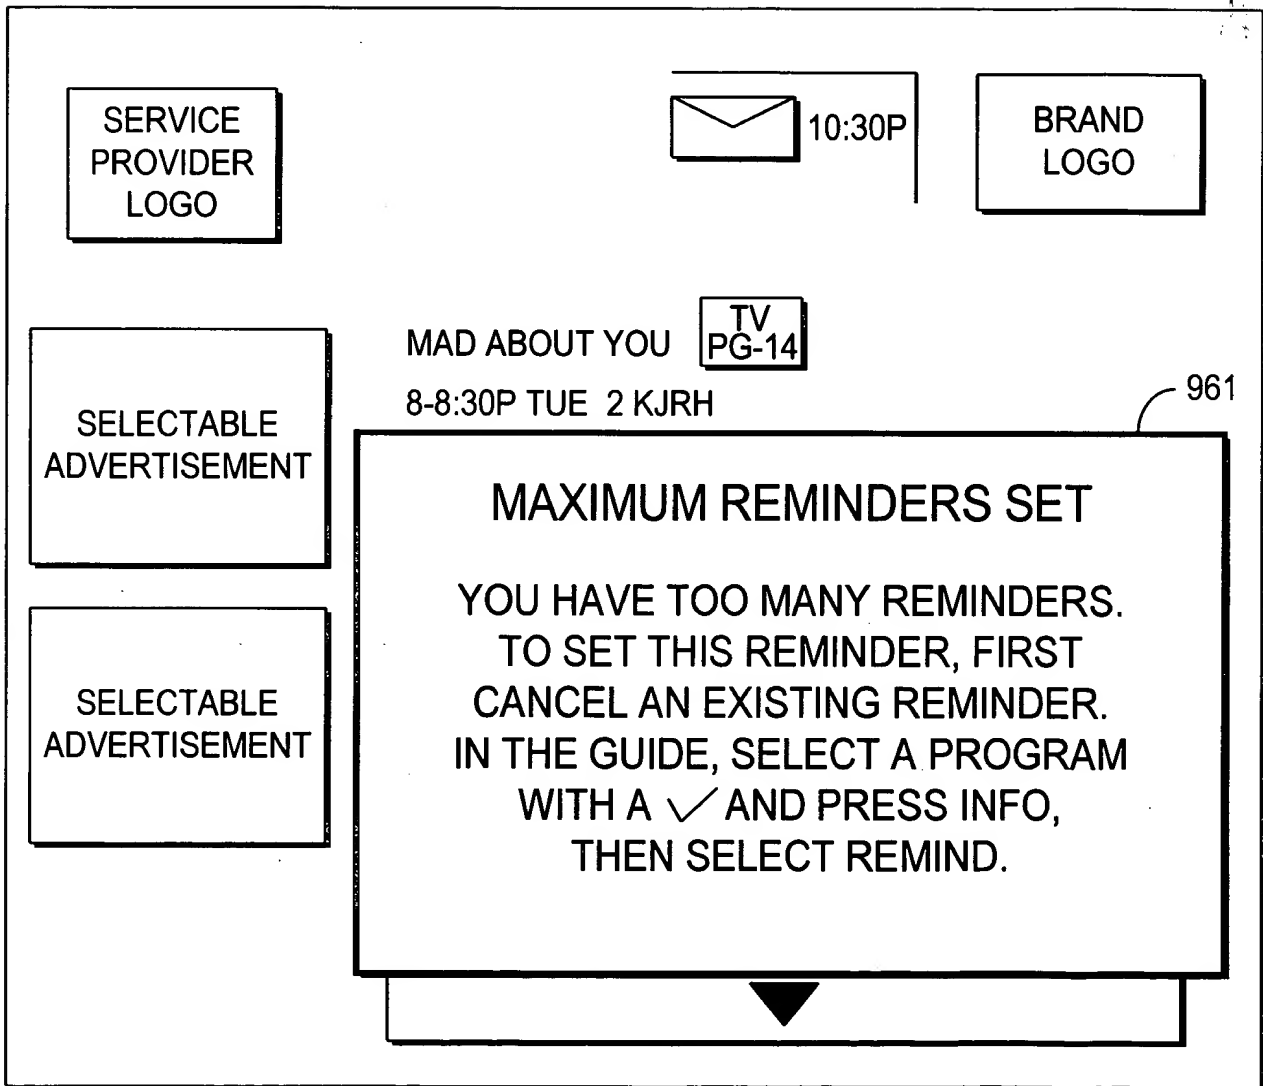 SERVICE
PROVIDER
LOGO
10:30P
BRAND
LOGO
MAD ABOUT YOU
TV
PG-14
8-8:30P TUE 2 KJRH
961
SELECTABLE
ADVERTISEMENT
SELECTABLE
ADVERTISEMENT
MAXIMUM REMINDERS SET
YOU HAVE TOO MANY REMINDERS.
TO SET THIS REMINDER, FIRST
CANCEL AN EXISTING REMINDER.
IN THE GUIDE, SELECT A PROGRAM
WITH A ✓ AND PRESS INFO,
THEN SELECT REMIND.